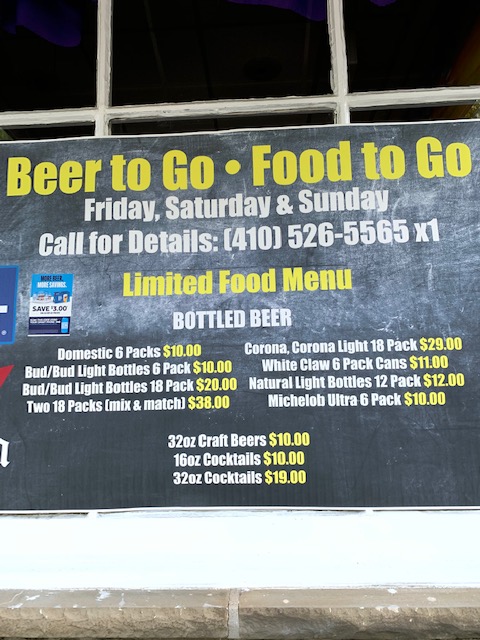 Beer to Go • Food to Go
Friday, Saturday & Sunday
Call for Details: (410) 526-5565 x1
Limited Food Menu
MORE BEER.
MORE SAVINGS.
SAVE $3.00
BOTTLED BEER
Domestic 6 Packs $10.00
Bud/Bud Light Bottles 6 Pack $10.00
Bud/Bud Light Bottles 18 Pack $20.00
Two 18 Packs (mix & match) $38.00
Corona, Corona Light 18 Pack $29.00
White Claw 6 Pack Cans $11.00
Natural Light Bottles 12 Pack $12.00
Michelob Ultra 6 Pack $10.00
32oz Craft Beers $10.00
16oz Cocktails $10.00
32oz Cocktails $19.00